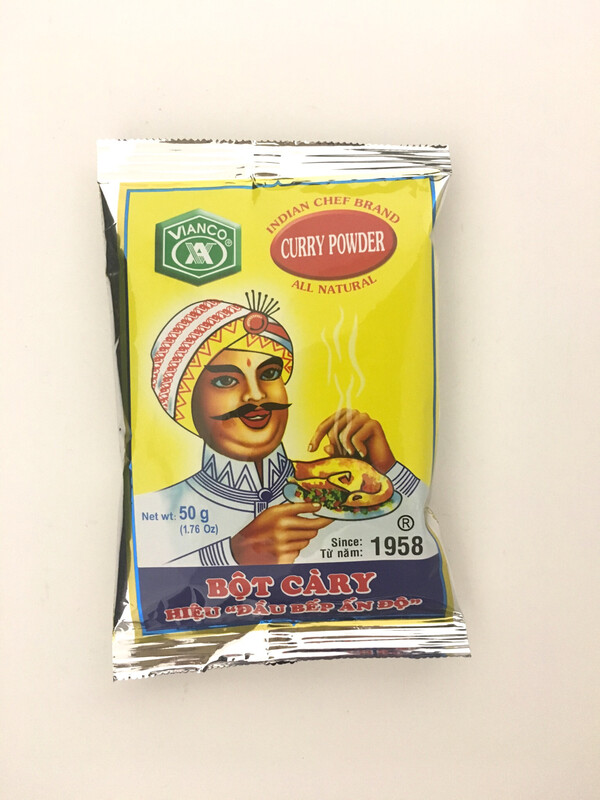 VIANCO
®
INDIAN CHEF BRAND
CURRY POWDER
ALL NATURAL
Net wt: 50 g
(1.76 Oz)
®
Since:
Từ năm: 1958
BỘT CÀRY
HIỆU “ĐẦU BẾP ẤN ĐỘ”